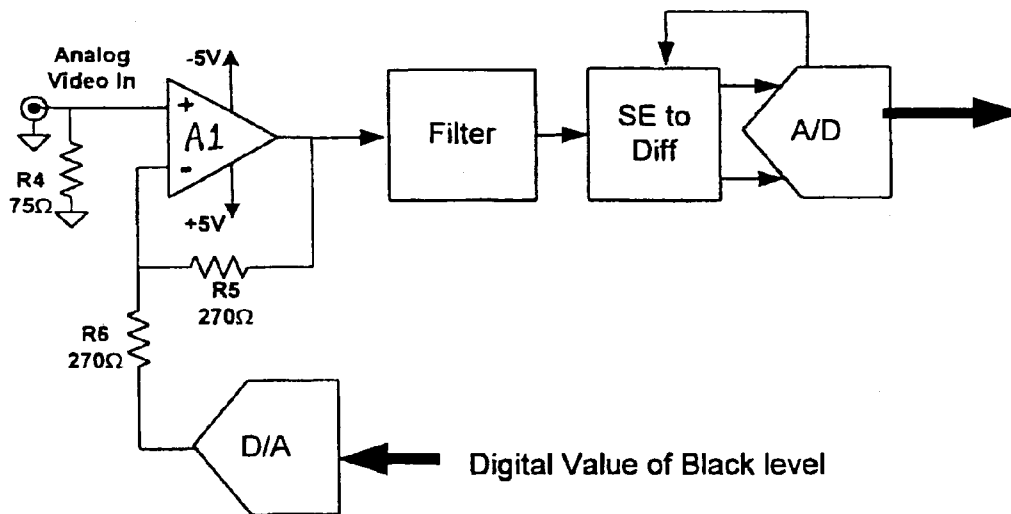 Analog
Video In
-5V
+
A1
-
+5V
R4
75Ω
R5
270Ω
R6
270Ω
Filter
SE to
Diff
A/D
D/A
Digital Value of Black level